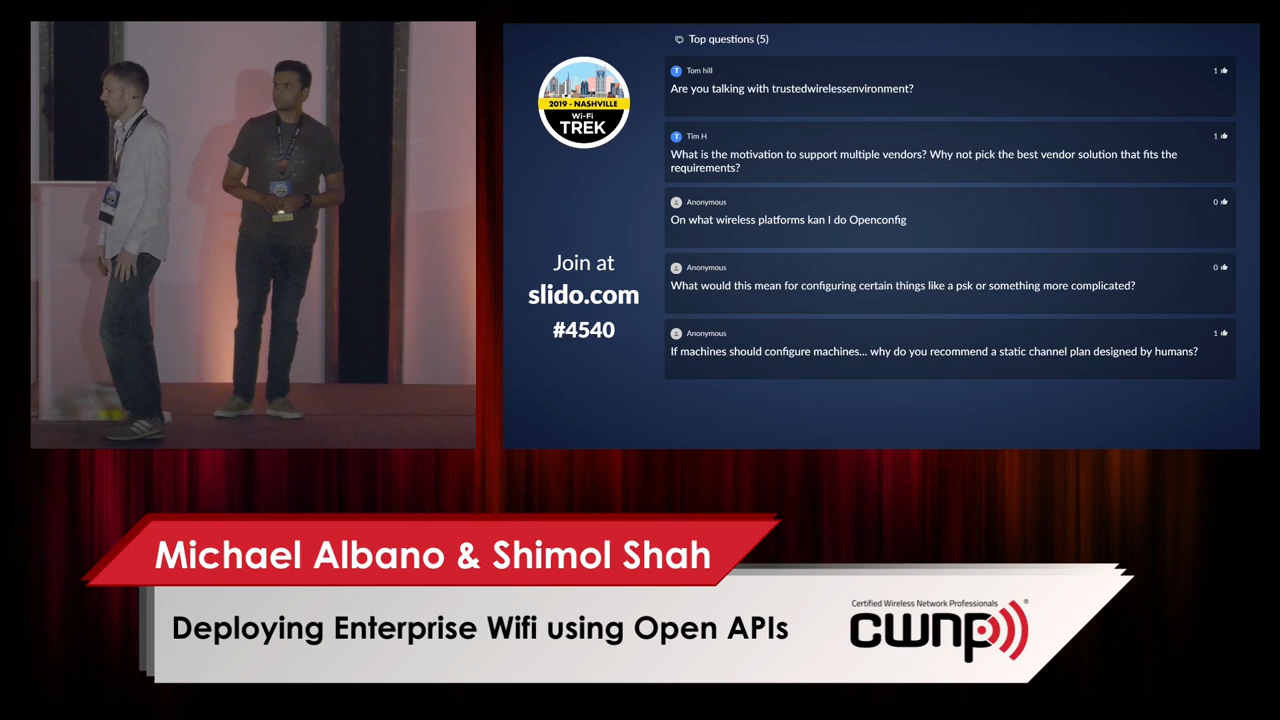 Top questions (5)
T Tom hill
1
Are you talking with trustedwirelessenvironment?
2019 - NASHVILLE
Wi-Fi
TREK
T Tim H
1
What is the motivation to support multiple vendors? Why not pick the best vendor solution that fits the
requirements?
Anonymous
0
On what wireless platforms kan I do Openconfig
Join at
slido.com
#4540
Anonymous
0
What would this mean for configuring certain things like a psk or something more complicated?
Anonymous
1
If machines should configure machines... why do you recommend a static channel plan designed by humans?
Michael Albano & Shimol Shah
Deploying Enterprise Wifi using Open APIs
Certified Wireless Network Professionals ®
cwnp